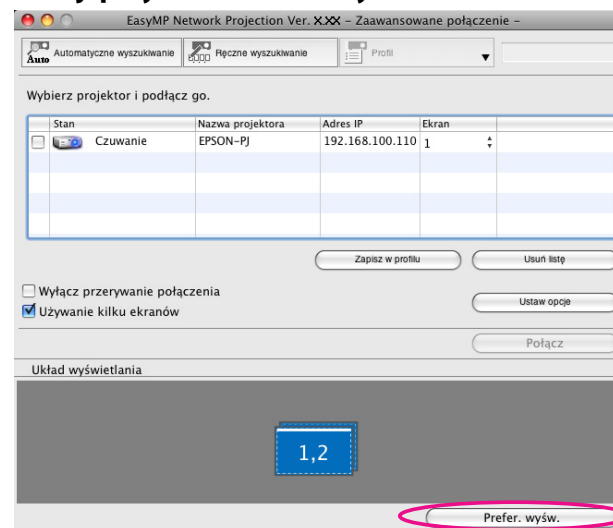 EasyMP Network Projection Ver. X.XX – Zaawansowane połączenie –
Auto Automatyczne wyszukiwanie Ręczne wyszukiwanie Profil
Wybierz projektor i podłącz go.
Stan Nazwa projektora Adres IP Ekran
Czuwanie EPSON-PJ 192.168.100.110 1
Zapisz w profilu Usuń listę
Wyłącz przerywanie połączenia
Ustaw opcje
Używanie kilku ekranów
Połącz
Układ wyświetlania
1,2
Prefer. wyśw.